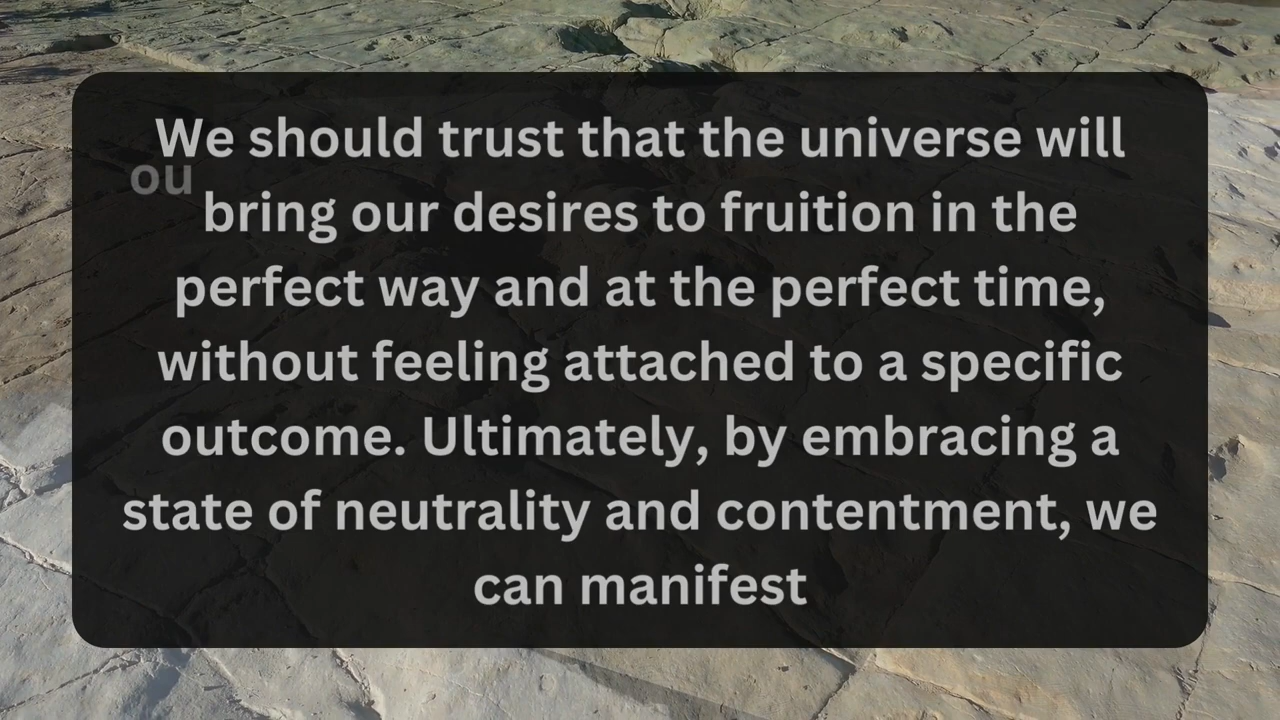 We should trust that the universe will
ou
bring our desires to fruition in the
perfect way and at the perfect time,
without feeling attached to a specific
outcome. Ultimately, by embracing a
state of neutrality and contentment, we
can manifest